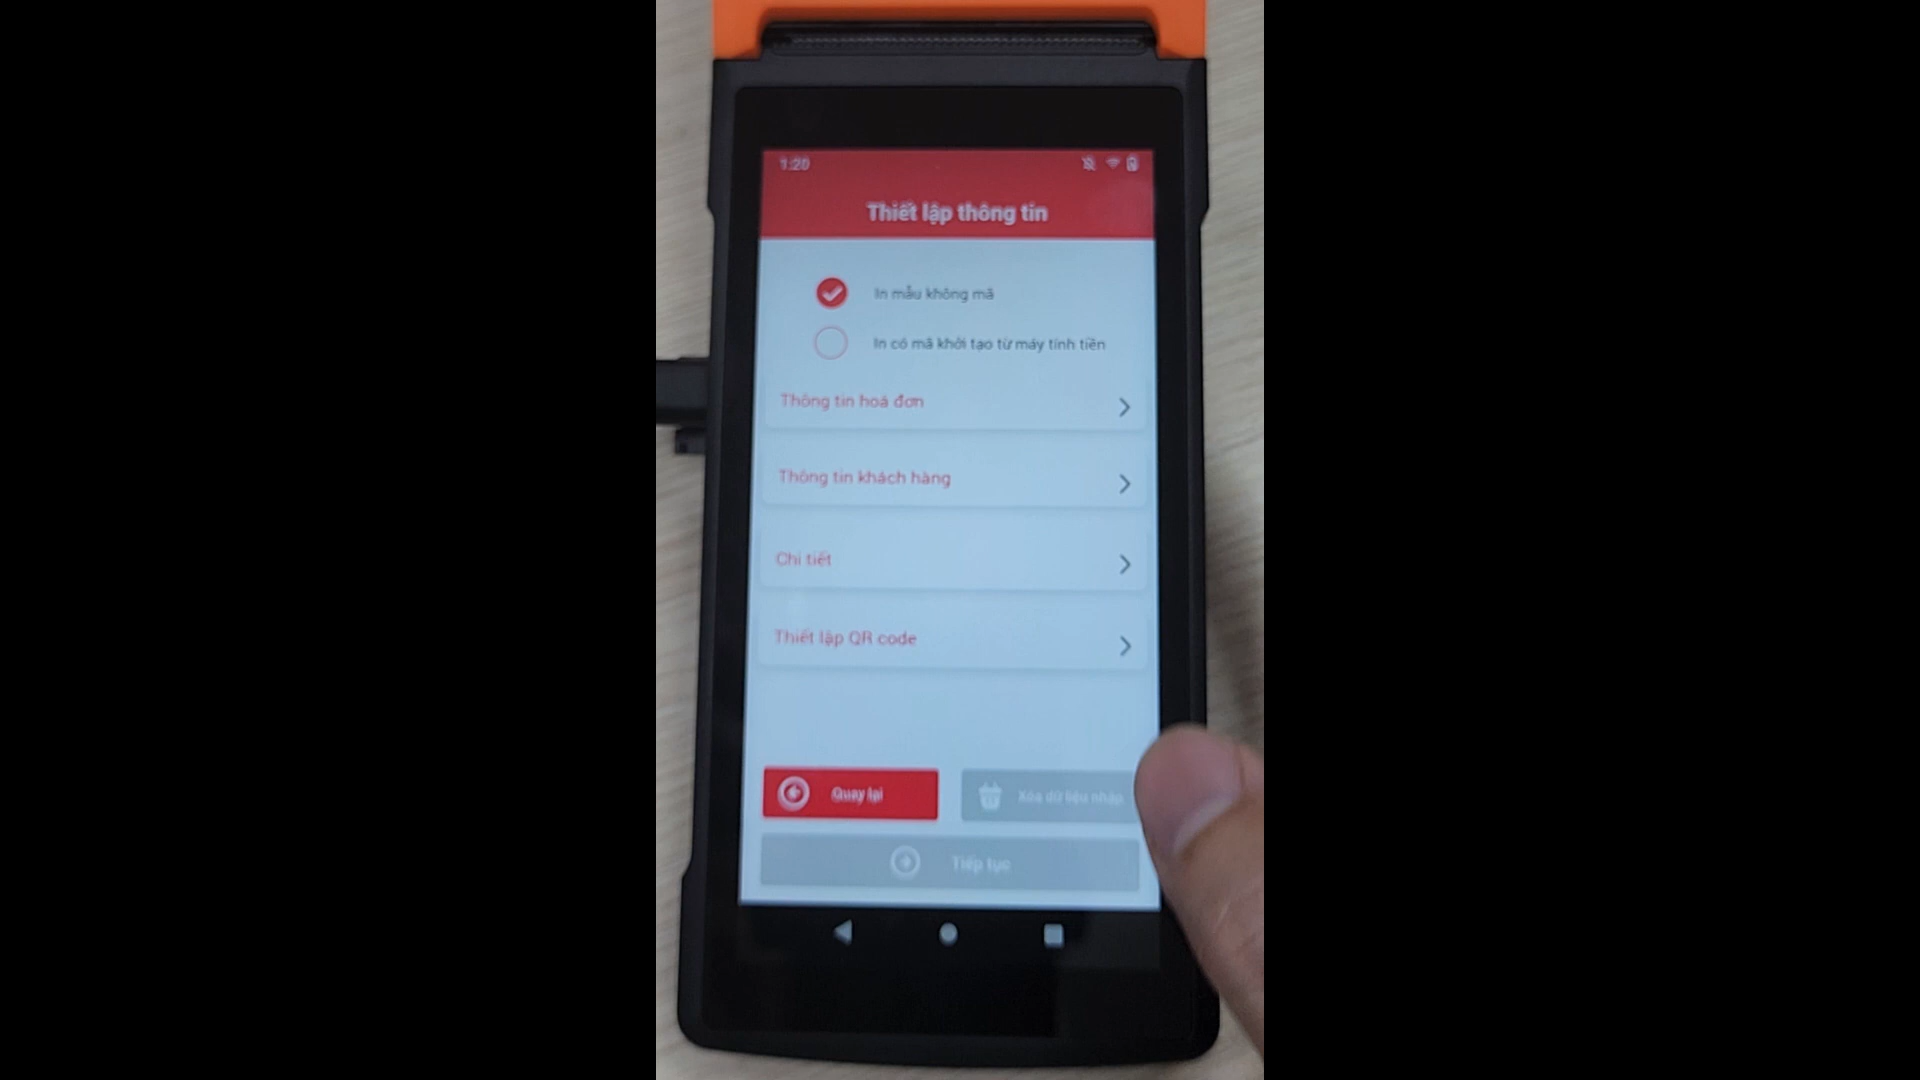 1:20
Thiết lập thông tin
In mẫu không mã
In có mã khởi tạo từ máy tính tiền
Thông tin hoá đơn
Thông tin khách hàng
Chi tiết
Thiết lập QR code
Quay lại
Xóa dữ liệu nhập
Tiếp tục